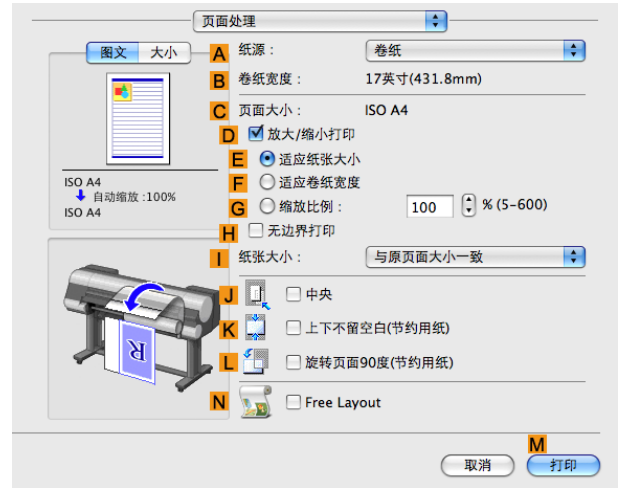 页面处理
图文 大小
A 纸源： 卷纸
B 卷纸宽度： 17英寸(431.8mm)
C 页面大小： ISO A4
D 放大/缩小打印
E 适应纸张大小
F 适应卷纸宽度
G 缩放比例： 100 % (5-600)
H 无边界打印
I 纸张大小： 与原页面大小一致
ISO A4
自动缩放 :100%
ISO A4
J 中央
K 上下不留空白(节约用纸)
L 旋转页面90度(节约用纸)
N Free Layout
R
M
取消 打印